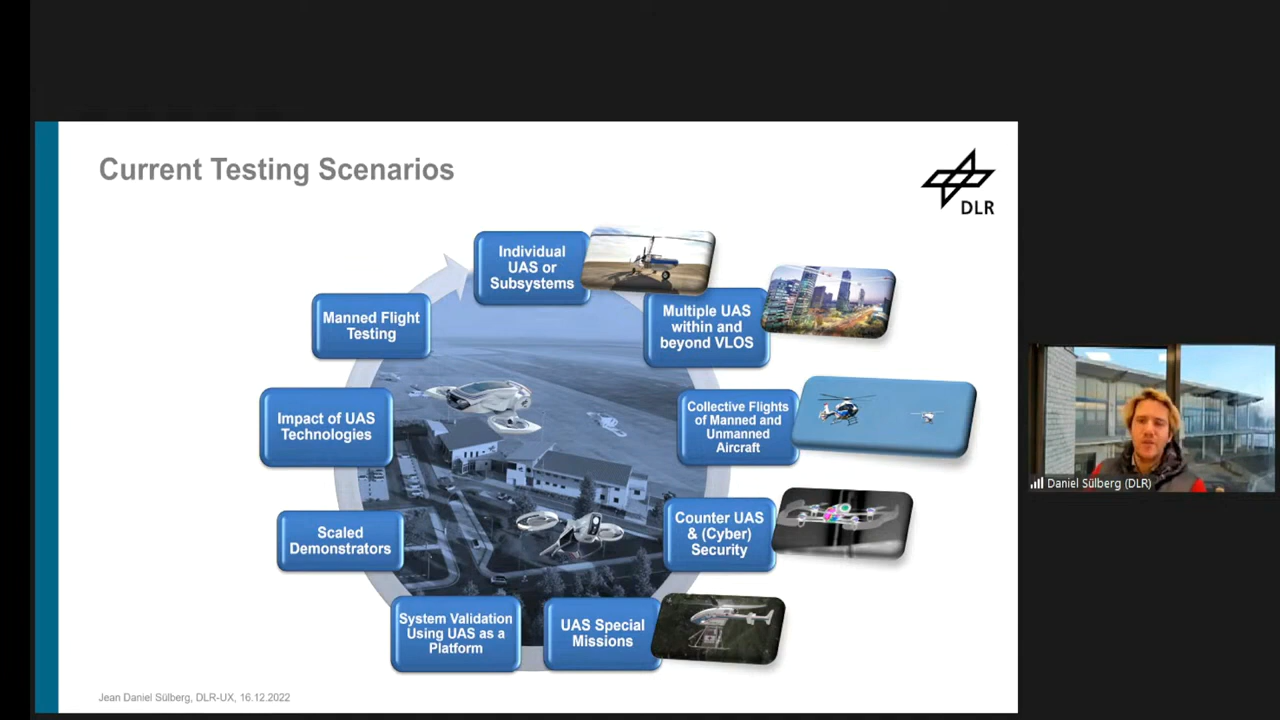 Current Testing Scenarios
DLR
Individual
UAS or
Subsystems
Multiple UAS
within and
beyond VLOS
Collective Flights
of Manned and
Unmanned
Aircraft
Counter UAS
& (Cyber)
Security
UAS Special
Missions
System Validation
Using UAS as a
Platform
Scaled
Demonstrators
Impact of UAS
Technologies
Manned Flight
Testing
Jean Daniel Sülberg, DLR-UX, 16.12.2022
Daniel Sülberg (DLR)